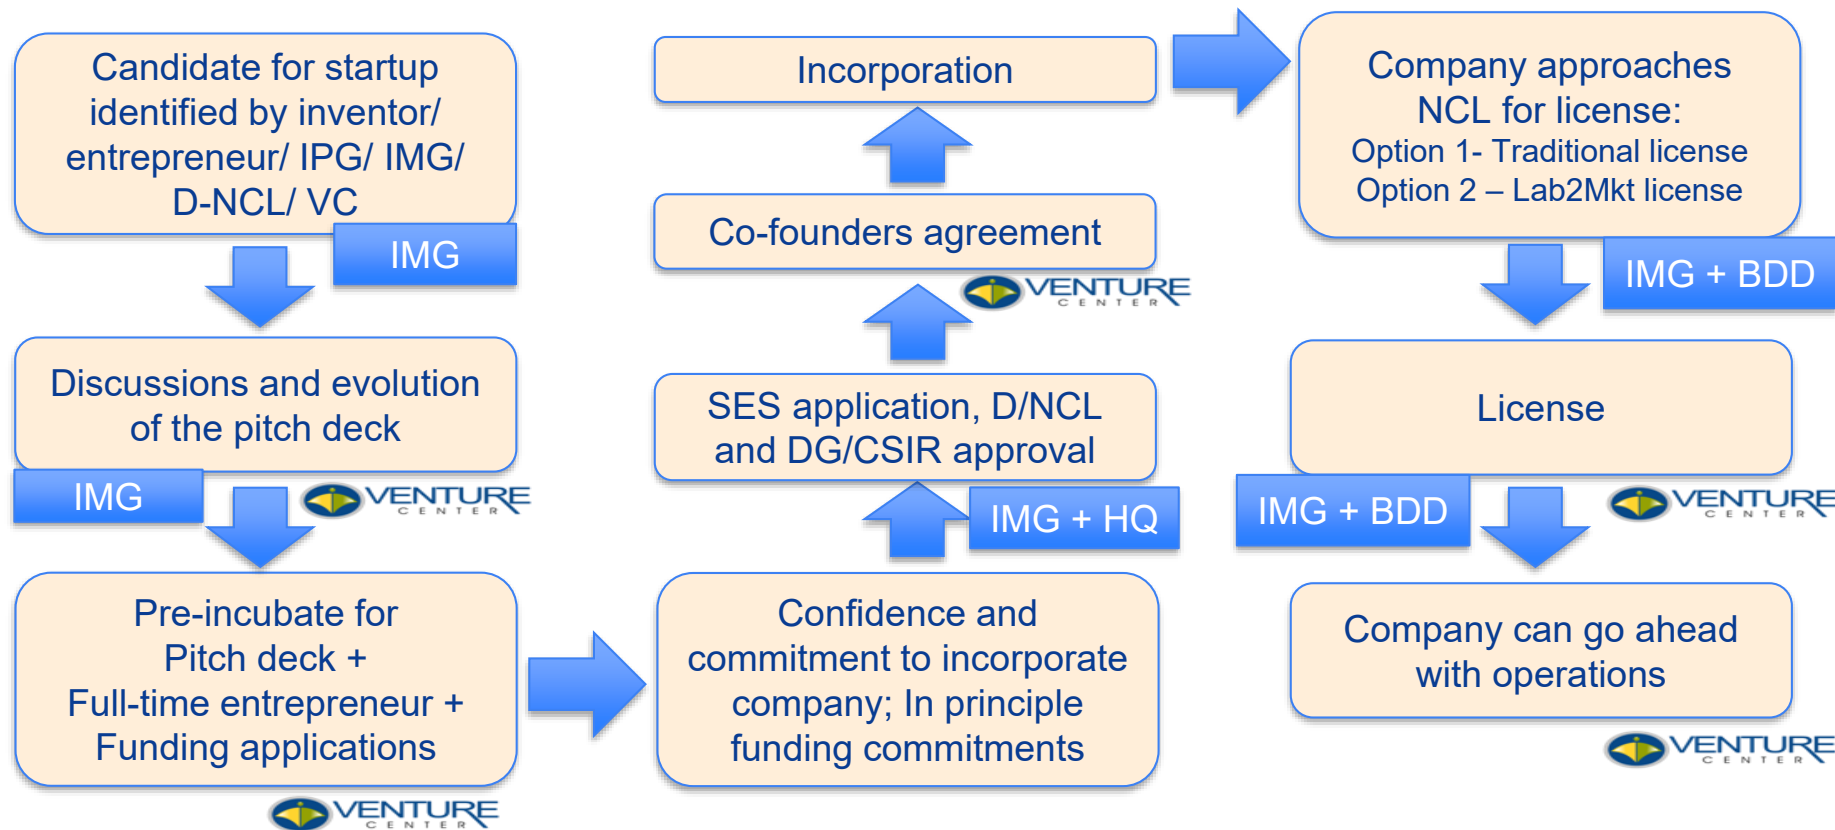 Candidate for startup
identified by inventor/
entrepreneur/ IPG/ IMG/
D-NCL/ VC
IMG
Discussions and evolution
of the pitch deck
IMG
VENTURE
CENTER
Pre-incubate for
Pitch deck +
Full-time entrepreneur +
Funding applications
VENTURE
CENTER
Confidence and
commitment to incorporate
company; In principle
funding commitments
IMG + HQ
SES application, D/NCL
and DG/CSIR approval
VENTURE
CENTER
Co-founders agreement
Incorporation
Company approaches
NCL for license:
Option 1- Traditional license
Option 2 – Lab2Mkt license
IMG + BDD
License
IMG + BDD
VENTURE
CENTER
Company can go ahead
with operations
VENTURE
CENTER